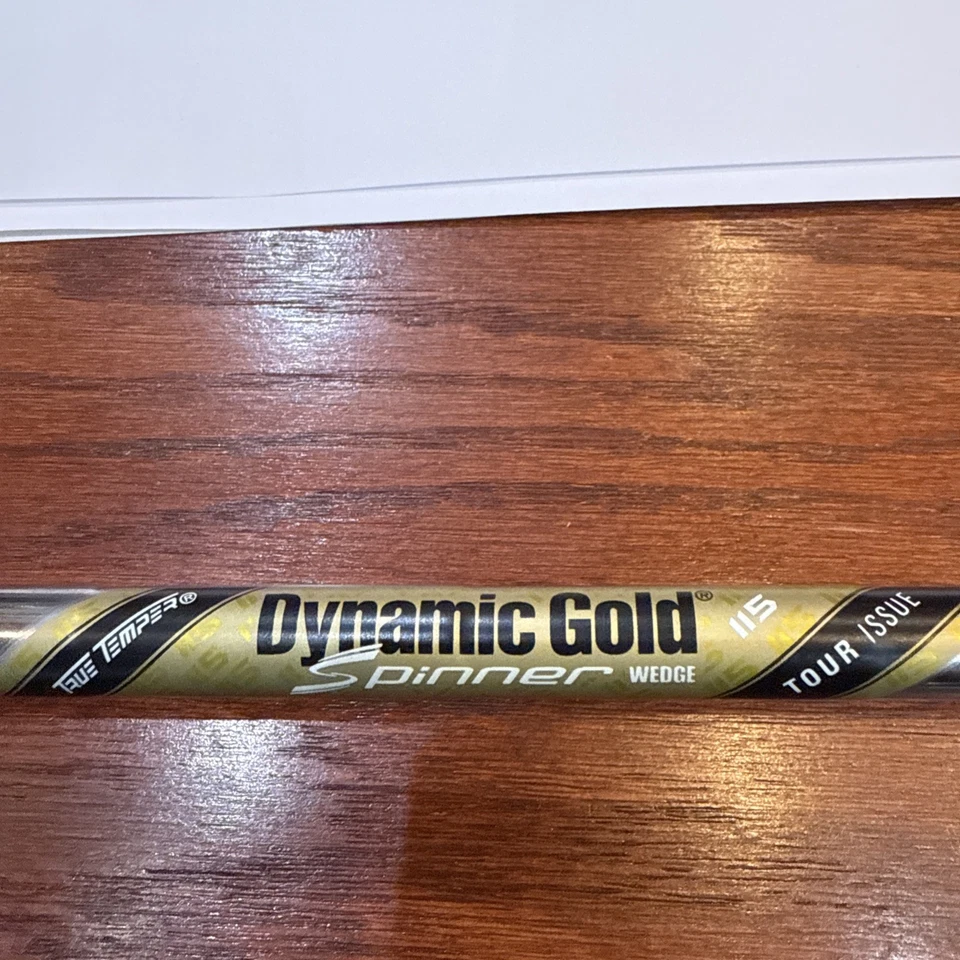 TRUE TEMPER®
Dynamic Gold®
Spinner WEDGE
115
TOUR ISSUE